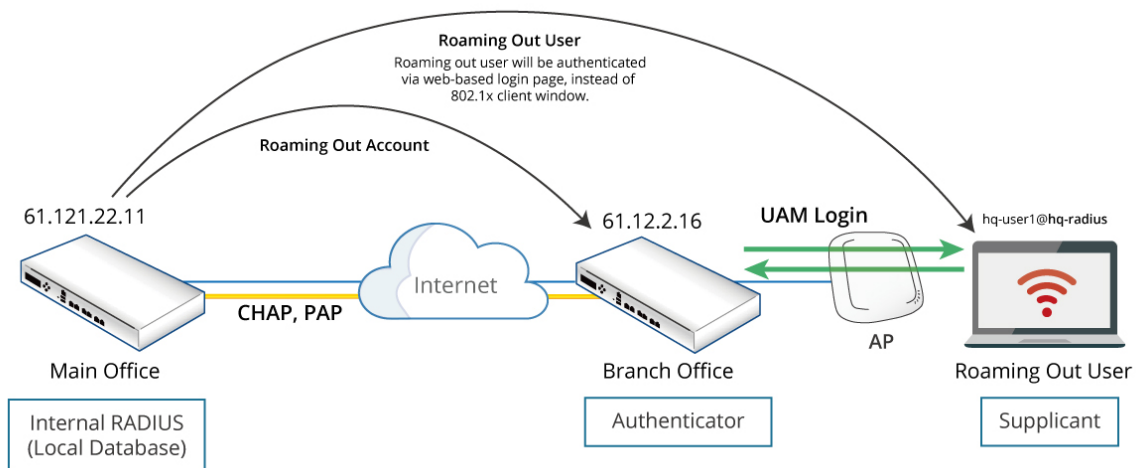 Roaming Out User
Roaming out user will be authenticated
via web-based login page, instead of
802.1x client window.
Roaming Out Account
61.121.22.11
61.12.2.16
UAM Login
hq-user1@hq-radius
Internet
CHAP, PAP
AP
Main Office
Branch Office
Roaming Out User
Internal RADIUS
(Local Database)
Authenticator
Supplicant